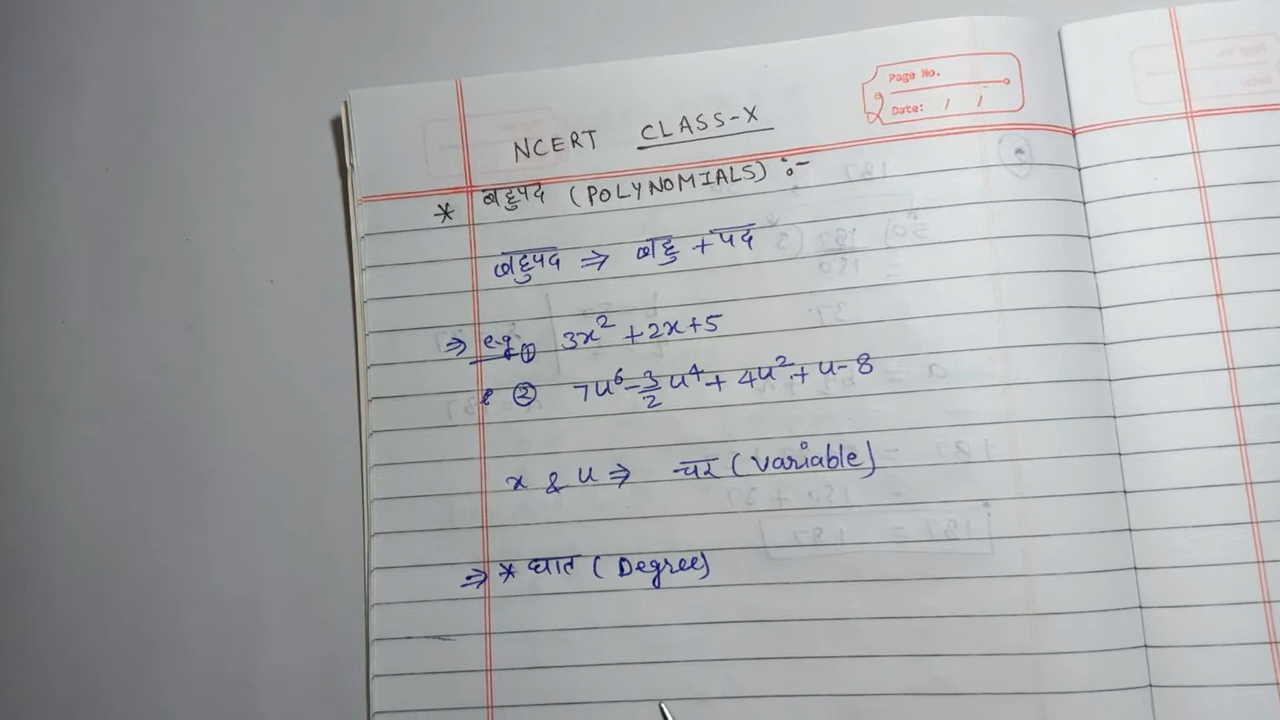 Page No.
Date: / /
NCERT CLASS-X
* बहुपद (POLYNOMIALS) :-
बहुपद ⇒ बहु + पद
⇒ e.g. ① 3x² + 2x + 5
② 7u⁶ - 3/2 u⁴ + 4u² + u - 8
x & u ⇒ चर (variable)
⇒ * घात (Degree)